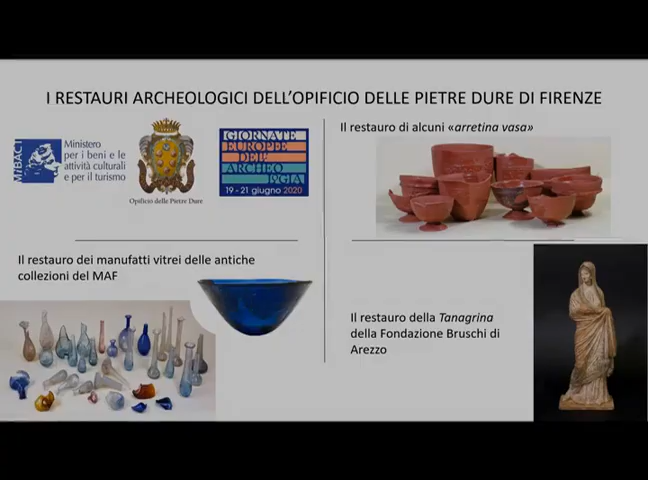 I RESTAURI ARCHEOLOGICI DELL'OPIFICIO DELLE PIETRE DURE DI FIRENZE
MiBACT
Ministero
per i beni e le
attività culturali
e per il turismo
Opificio delle Pietre Dure
GIORNATE
EUROPEE
DELL'
ARCHEO
lOGIA
19 - 21 giugno 2020
Il restauro di alcuni «arretina vasa»
Il restauro dei manufatti vitrei delle antiche
collezioni del MAF
Il restauro della Tanagrina
della Fondazione Bruschi di
Arezzo